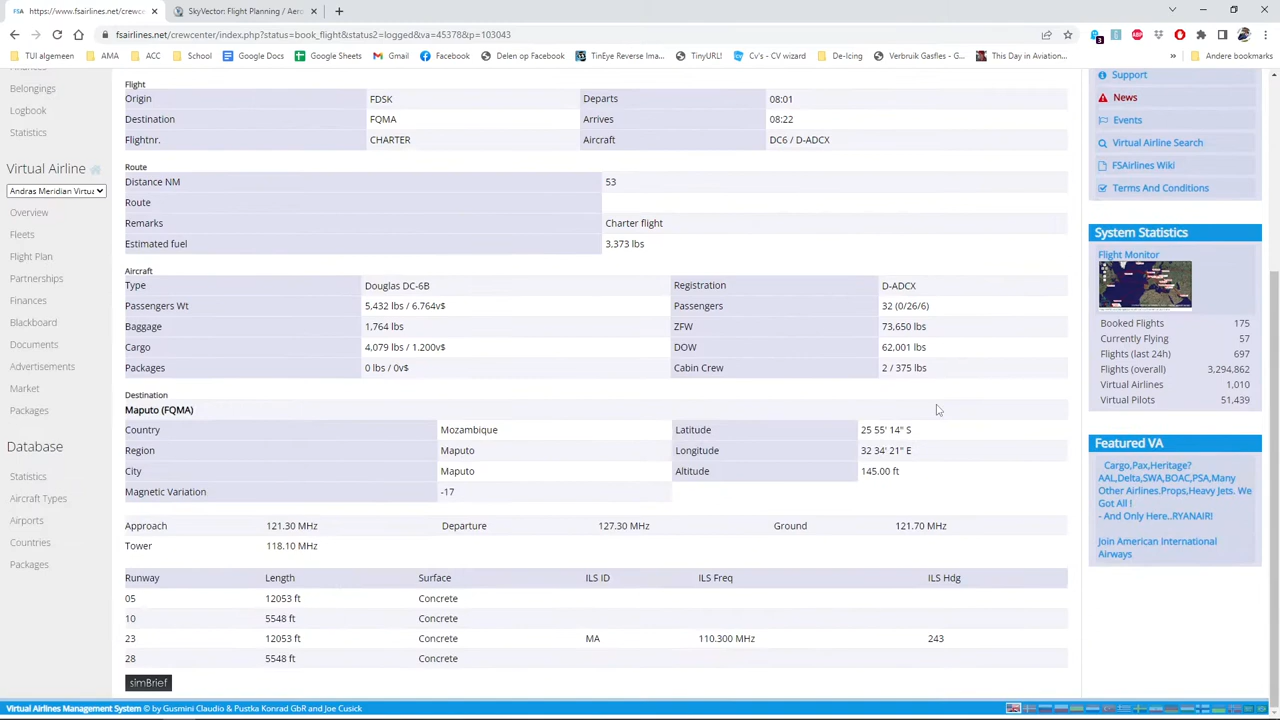 https://www.fsairlines.net/crewce
SkyVector: Flight Planning / Aero
fsairlines.net/crewcenter/index.php?status=book_flight&status2=logged&va=45378&p=103043
TUI algemeen
AMA
ACC
School
Google Docs
Google Sheets
Gmail
Facebook
Delen op Facebook
TinEye Reverse Ima...
TinyURL!
Cv's - CV wizard
De-Icing
Verbruik Gasfles - G...
This Day in Aviation...
»
Andere bookmarks
Belongings
Logbook
Statistics
Virtual Airline
Andras Meridian Virtua
Overview
Fleets
Flight Plan
Partnerships
Finances
Blackboard
Documents
Advertisements
Market
Packages
Database
Statistics
Aircraft Types
Airports
Countries
Packages
Flight
Origin FDSK Departs 08:01
Destination FQMA Arrives 08:22
Flightnr. CHARTER Aircraft DC6 / D-ADCX
Route
Distance NM 53
Route
Remarks Charter flight
Estimated fuel 3.373 lbs
Aircraft
Type Douglas DC-6B Registration D-ADCX
Passengers Wt 5,432 lbs / 6,764v$ Passengers 32 (0/26/6)
Baggage 1.764 lbs ZFW 73,650 lbs
Cargo 4,079 lbs / 1.200v$ DOW 62,001 lbs
Packages 0 lbs / 0v$ Cabin Crew 2 / 375 lbs
Destination
Maputo (FQMA)
Country Mozambique Latitude 25 55' 14" S
Region Maputo Longitude 32 34' 21" E
City Maputo Altitude 145.00 ft
Magnetic Variation -17
Approach 121.30 MHz Departure 127.30 MHz Ground 121.70 MHz
Tower 118.10 MHz
Runway Length Surface ILS ID ILS Freq ILS Hdg
05 12053 ft Concrete
10 5548 ft Concrete
23 12053 ft Concrete MA 110.300 MHz 243
28 5548 ft Concrete
simBrief
Support
News
Events
Virtual Airline Search
FSAirlines Wiki
Terms And Conditions
System Statistics
Flight Monitor
Booked Flights 175
Currently Flying 57
Flights (last 24h) 697
Flights (overall) 3,294,862
Virtual Airlines 1,010
Virtual Pilots 51,439
Featured VA
Cargo,Pax,Heritage?
AAL,Delta,SWA,BOAC,PSA,Many
Other Airlines.Props,Heavy Jets. We
Got All !
- And Only Here..RYANAIR!
Join American International
Airways
Virtual Airlines Management System © by Gusmini Claudio & Pustka Konrad GbR and Joe Cusick